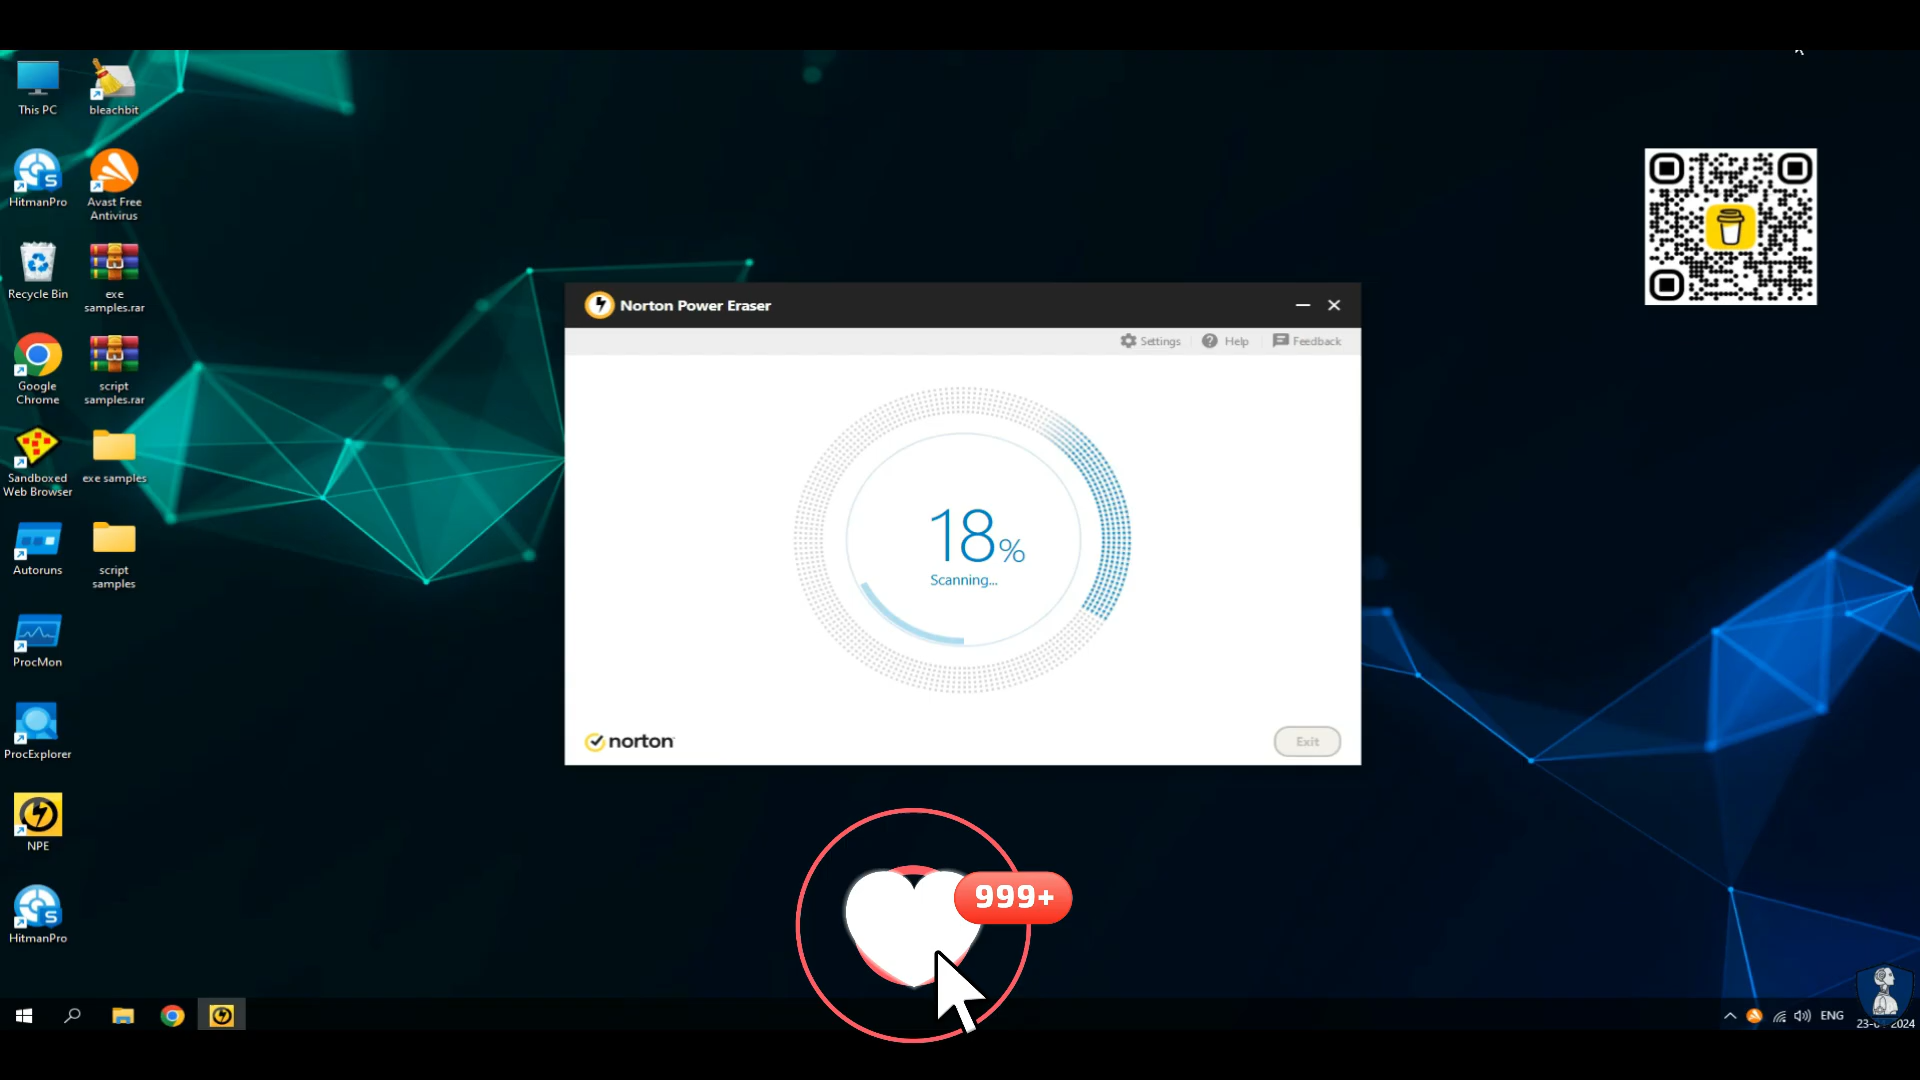 This PC
bleachbit
HitmanPro
Avast Free
Antivirus
Recycle Bin
exe
samples.rar
Google
Chrome
script
samples.rar
Sandboxed
Web Browser
exe samples
Autoruns
script
samples
ProcMon
ProcExplorer
NPE
HitmanPro
Norton Power Eraser
Settings
Help
Feedback
18%
Scanning...
norton
Exit
999+
ENG
2024